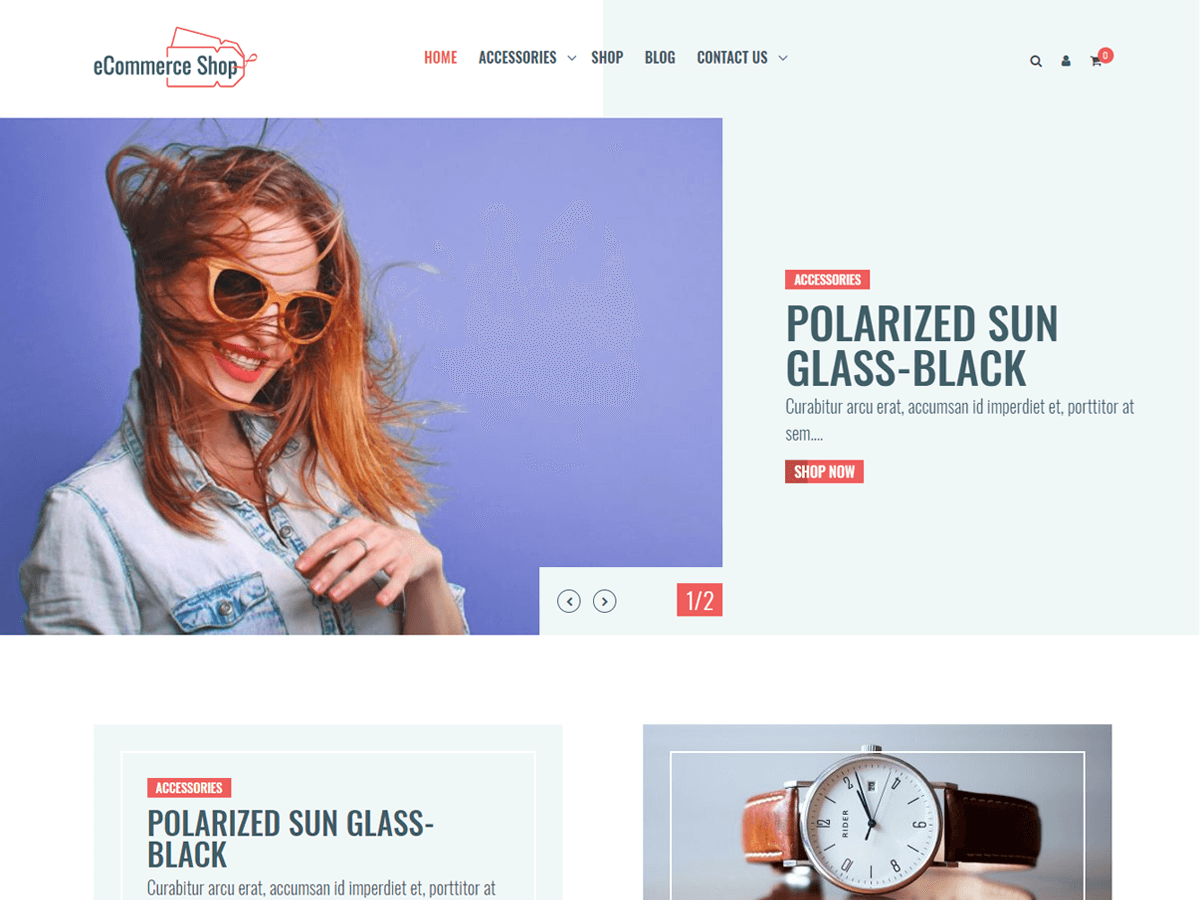 eCommerce Shop
HOME ACCESSORIES SHOP BLOG CONTACT US
0
ACCESSORIES
POLARIZED SUN
GLASS-BLACK
Curabitur arcu erat, accumsan id imperdiet et, porttitor at
sem....
SHOP NOW
1/2
ACCESSORIES
POLARIZED SUN GLASS-
BLACK
Curabitur arcu erat, accumsan id imperdiet et, porttitor at
RIDER